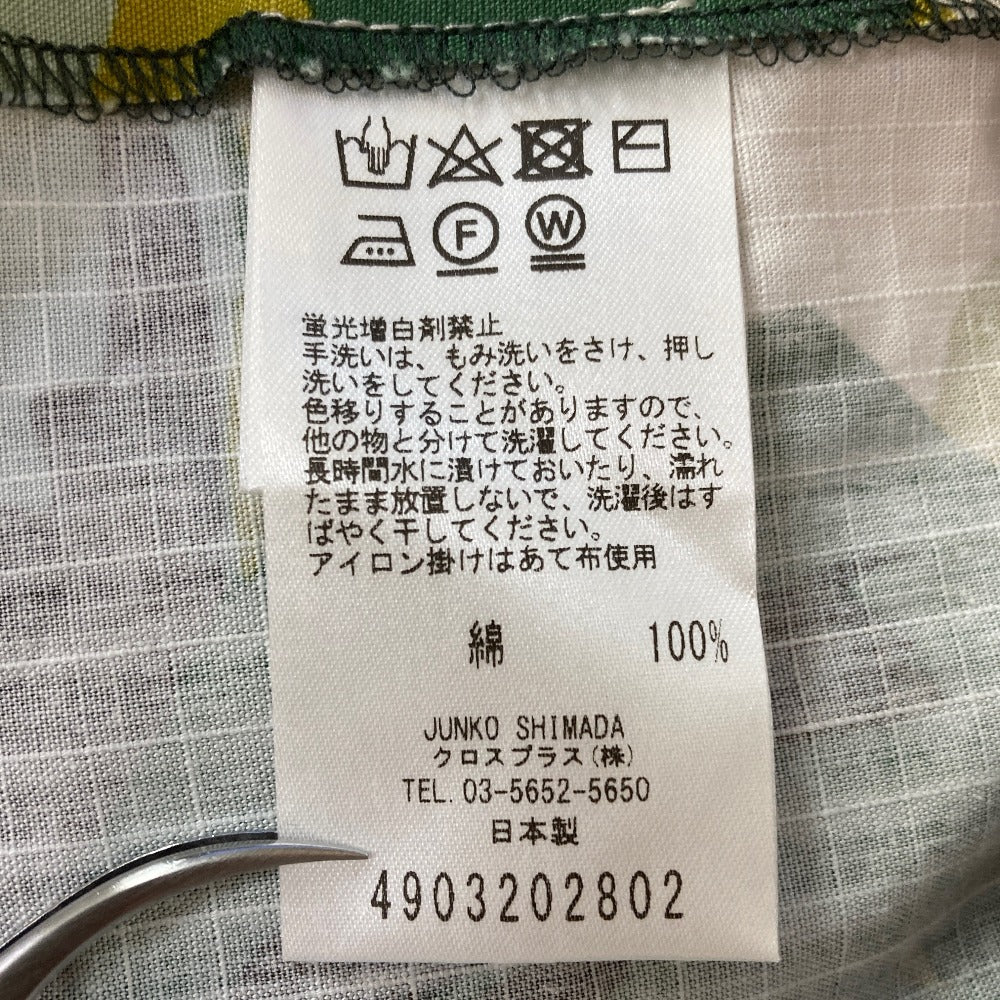 F W
蛍光増白剤禁止
手洗いは、もみ洗いをさけ、押し
洗いをしてください。
色移りすることがありますので、
他の物と分けて洗濯してください。
長時間水に漬けておいたり、濡れ
たまま放置しないで、洗濯後はす
ばやく干してください。
アイロン掛けはあて布使用
綿 100%
JUNKO SHIMADA
クロスプラス(株)
TEL. 03-5652-5650
日本製
4903202802